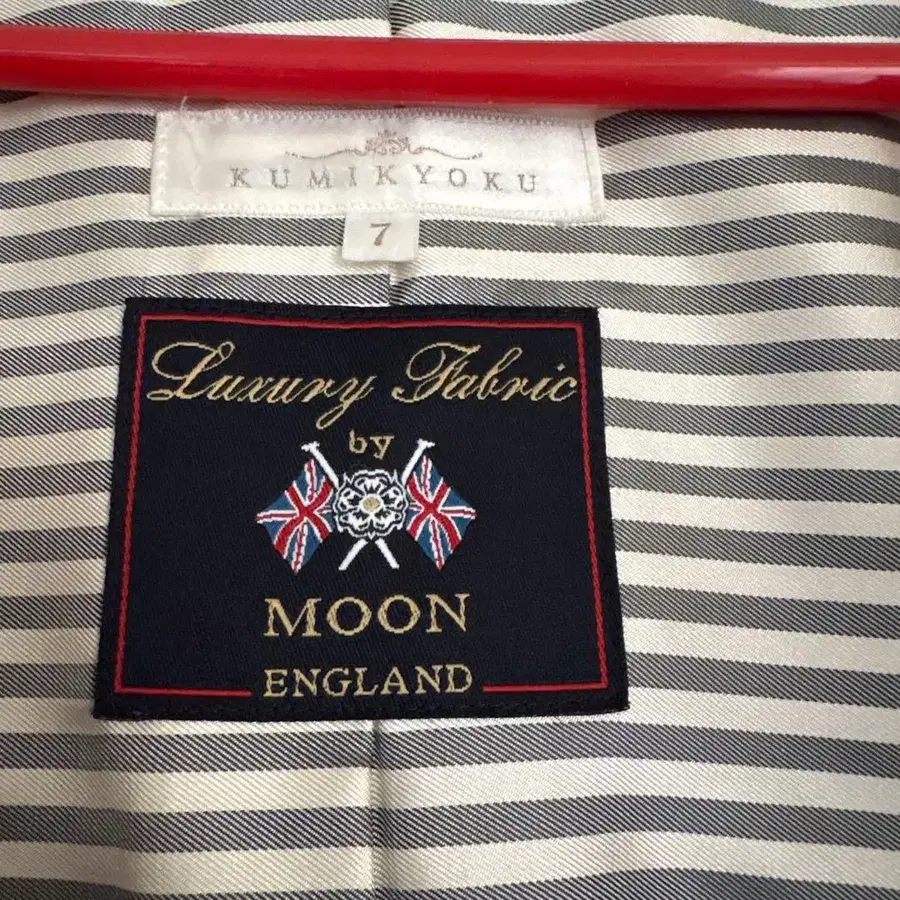 KUMIKYOKU
7
Luxury Fabric
by
MOON
ENGLAND